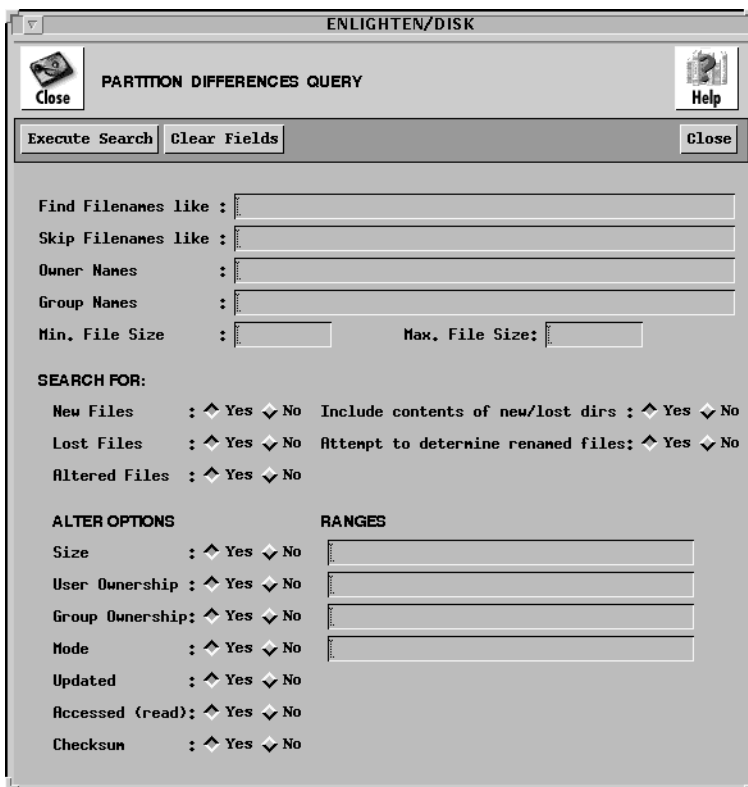 ENLIGHTEN/DISK
Close
PARTITION DIFFERENCES QUERY
Help
Execute Search Clear Fields Close
Find Filenames like :
Skip Filenames like :
Owner Names :
Group Names :
Min. File Size : Max. File Size:
SEARCH FOR:
New Files : Yes No Include contents of new/lost dirs : Yes No
Lost Files : Yes No Attempt to determine renamed files: Yes No
Altered Files : Yes No
ALTER OPTIONS RANGES
Size : Yes No
User Ownership : Yes No
Group Ownership: Yes No
Mode : Yes No
Updated : Yes No
Accessed (read): Yes No
Checksum : Yes No